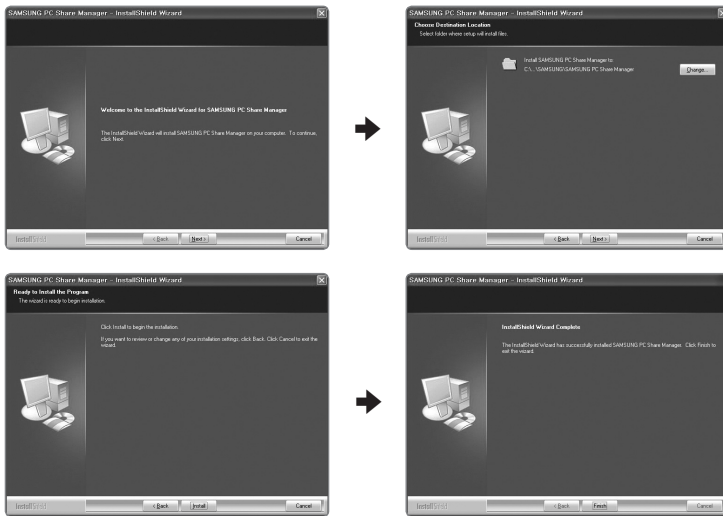 SAMSUNG PC Share Manager - InstallShield Wizard
Welcome to the InstallShield Wizard for SAMSUNG PC Share Manager
The InstallShield Wizard will install SAMSUNG PC Share Manager on your computer. To continue,
click Next.
InstallShield
< Back
Next >
Cancel
SAMSUNG PC Share Manager - InstallShield Wizard
Choose Destination Location
Select folder where setup will install files.
Install SAMSUNG PC Share Manager to:
C:\...\SAMSUNG\SAMSUNG PC Share Manager
Change...
InstallShield
< Back
Next >
Cancel
SAMSUNG PC Share Manager - InstallShield Wizard
Ready to Install the Program
The wizard is ready to begin installation.
Click Install to begin the installation.
If you want to review or change any of your installation settings, click Back. Click Cancel to exit the
wizard.
InstallShield
< Back
Install
Cancel
SAMSUNG PC Share Manager - InstallShield Wizard
InstallShield Wizard Complete
The InstallShield Wizard has successfully installed SAMSUNG PC Share Manager. Click Finish to
exit the wizard.
InstallShield
< Back
Finish
Cancel